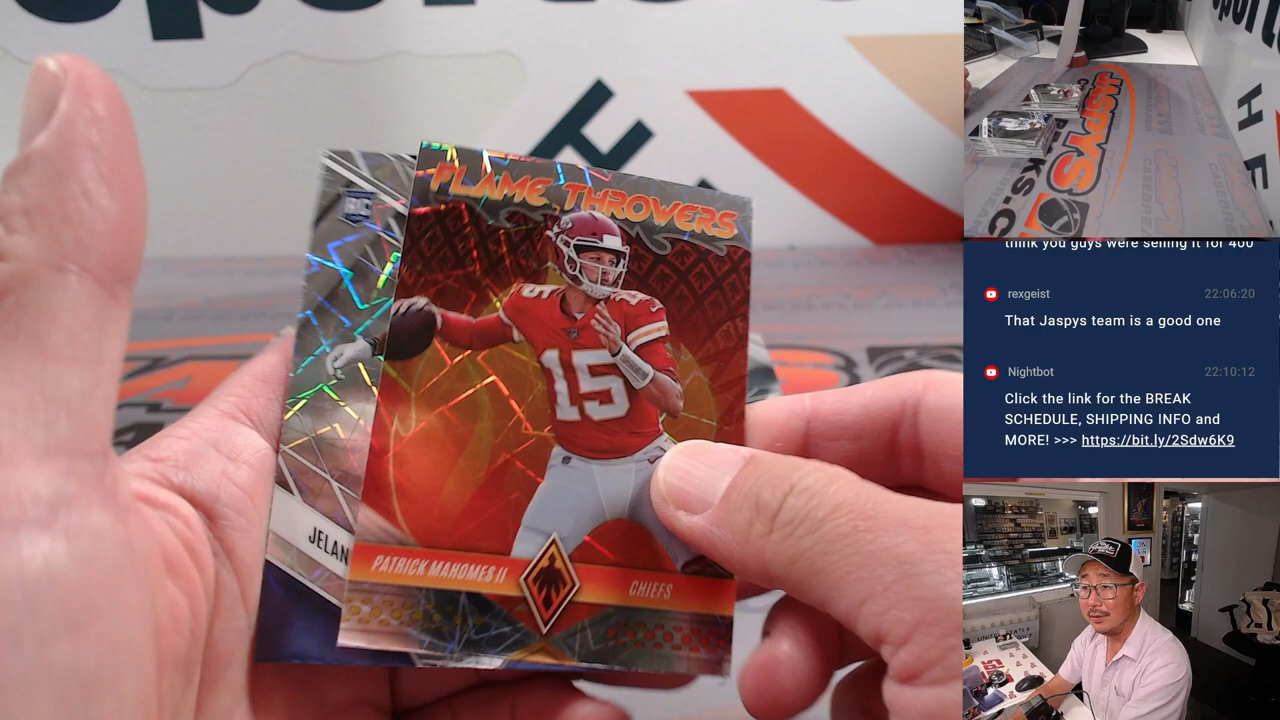 FLAME THROWERS
RC
15
15
JELAN
PATRICK MAHOMES II
CHIEFS
JASPYS
think you guys were selling it for 400
rexgeist
22:06:20
That Jaspys team is a good one
Nightbot
22:10:12
Click the link for the BREAK
SCHEDULE, SHIPPING INFO and
MORE! >>> https://bit.ly/2Sdw6K9